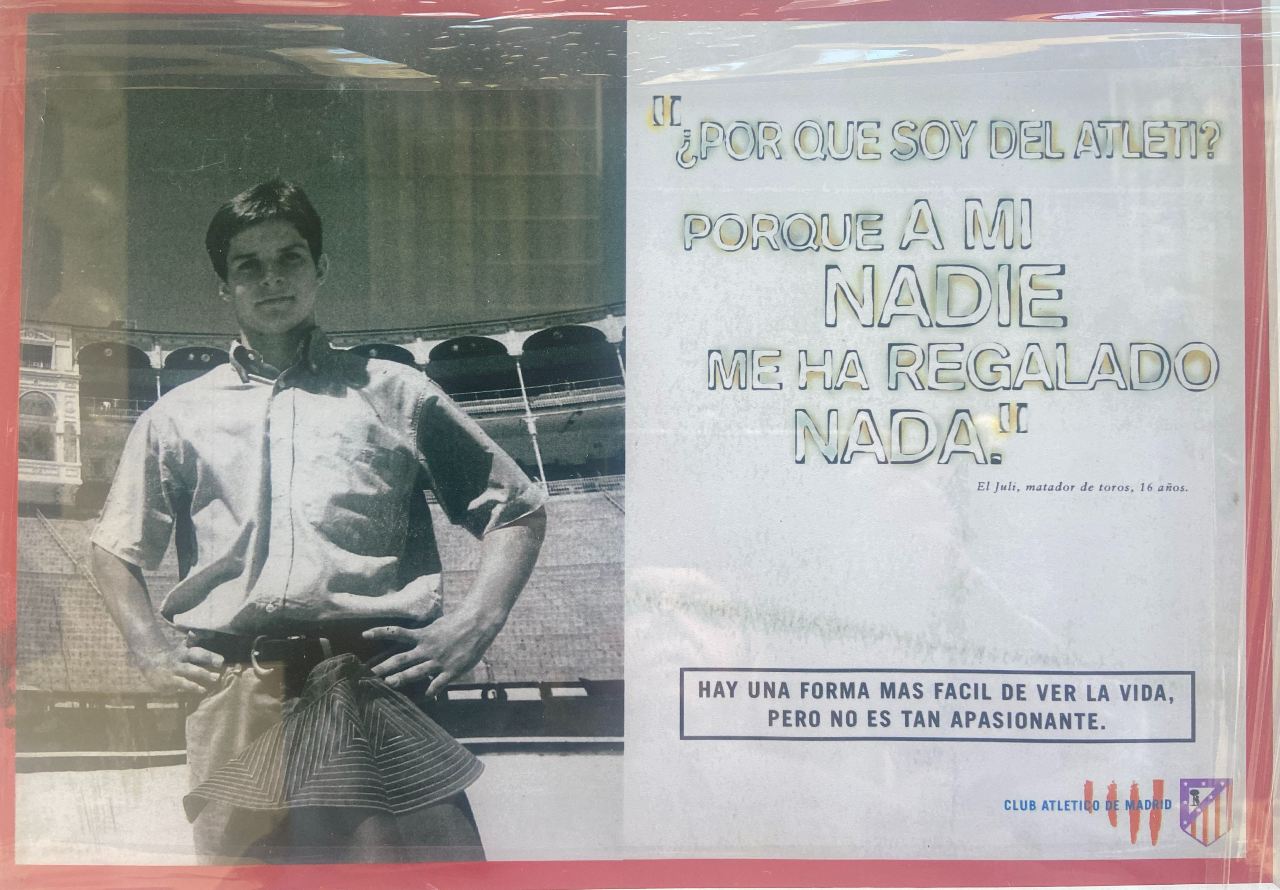 "¿POR QUE SOY DEL ATLETI?
PORQUE A MI
NADIE
ME HA REGALADO
NADA."
El Juli, matador de toros, 16 años.
HAY UNA FORMA MAS FACIL DE VER LA VIDA,
PERO NO ES TAN APASIONANTE.
CLUB ATLETICO DE MADRID